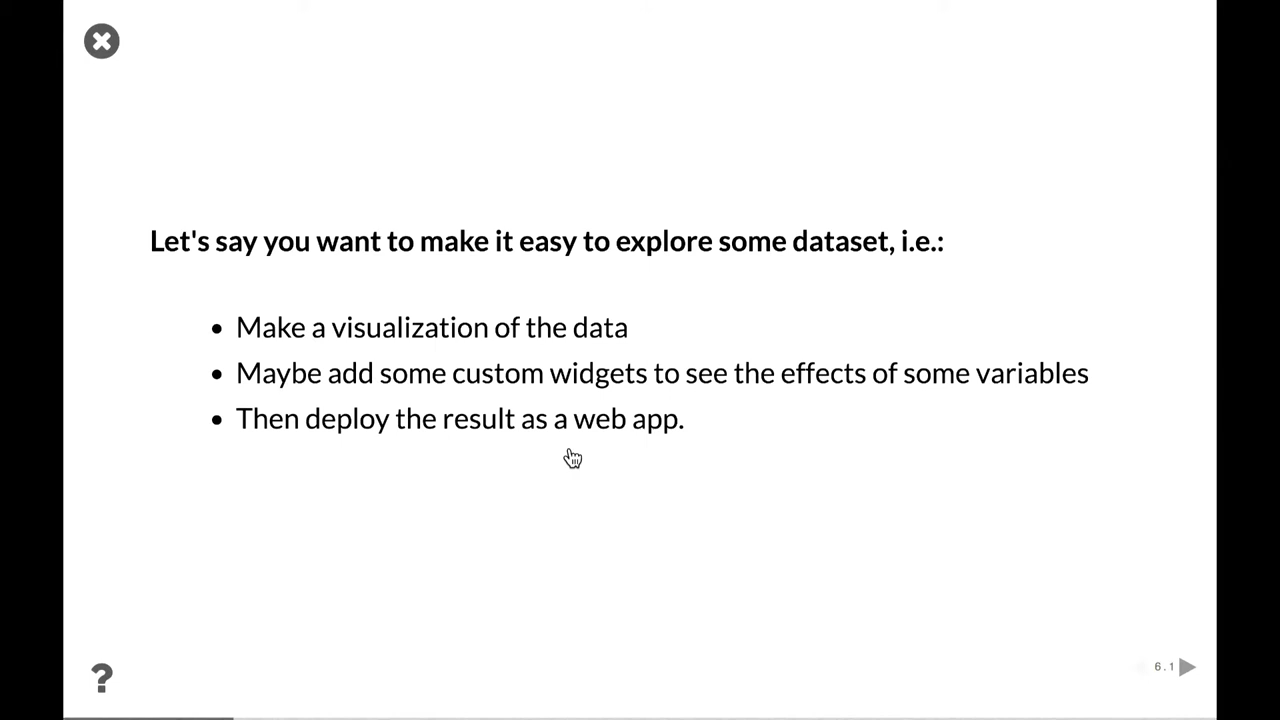 Let's say you want to make it easy to explore some dataset, i.e.:
• Make a visualization of the data
• Maybe add some custom widgets to see the effects of some variables
• Then deploy the result as a web app.
?
6.1